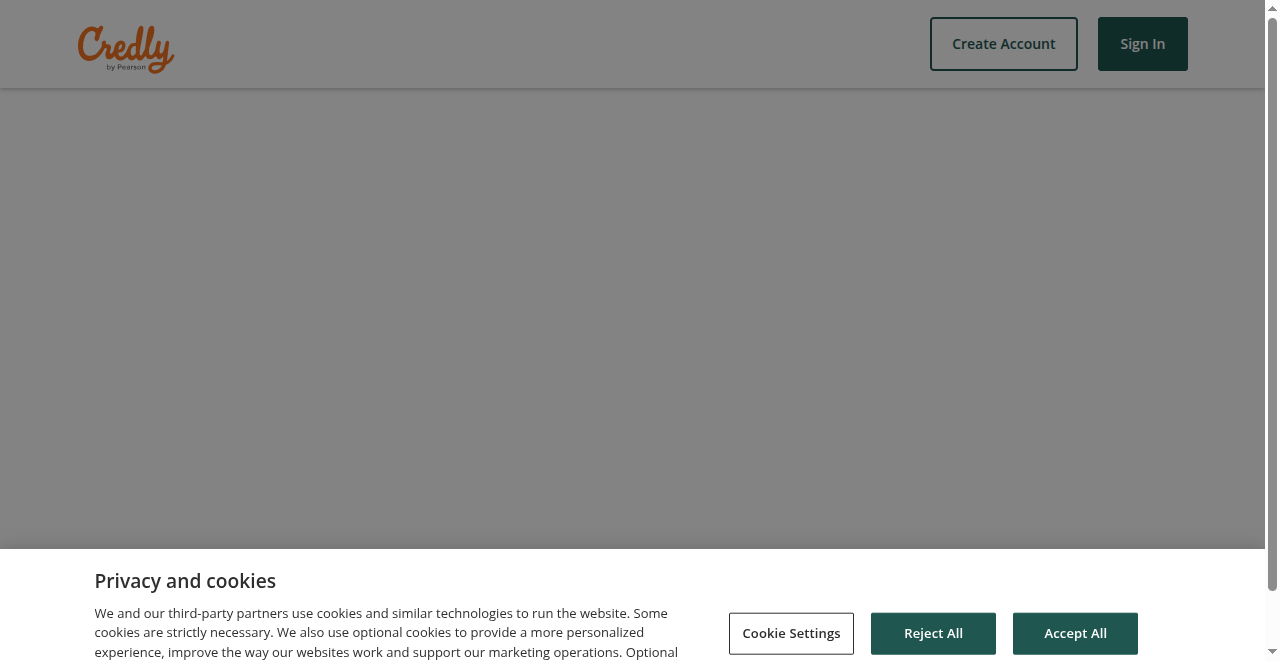 Credly
by Pearson
Create Account
Sign In
Privacy and cookies
We and our third-party partners use cookies and similar technologies to run the website. Some
cookies are strictly necessary. We also use optional cookies to provide a more personalized
experience, improve the way our websites work and support our marketing operations. Optional
Cookie Settings
Reject All
Accept All